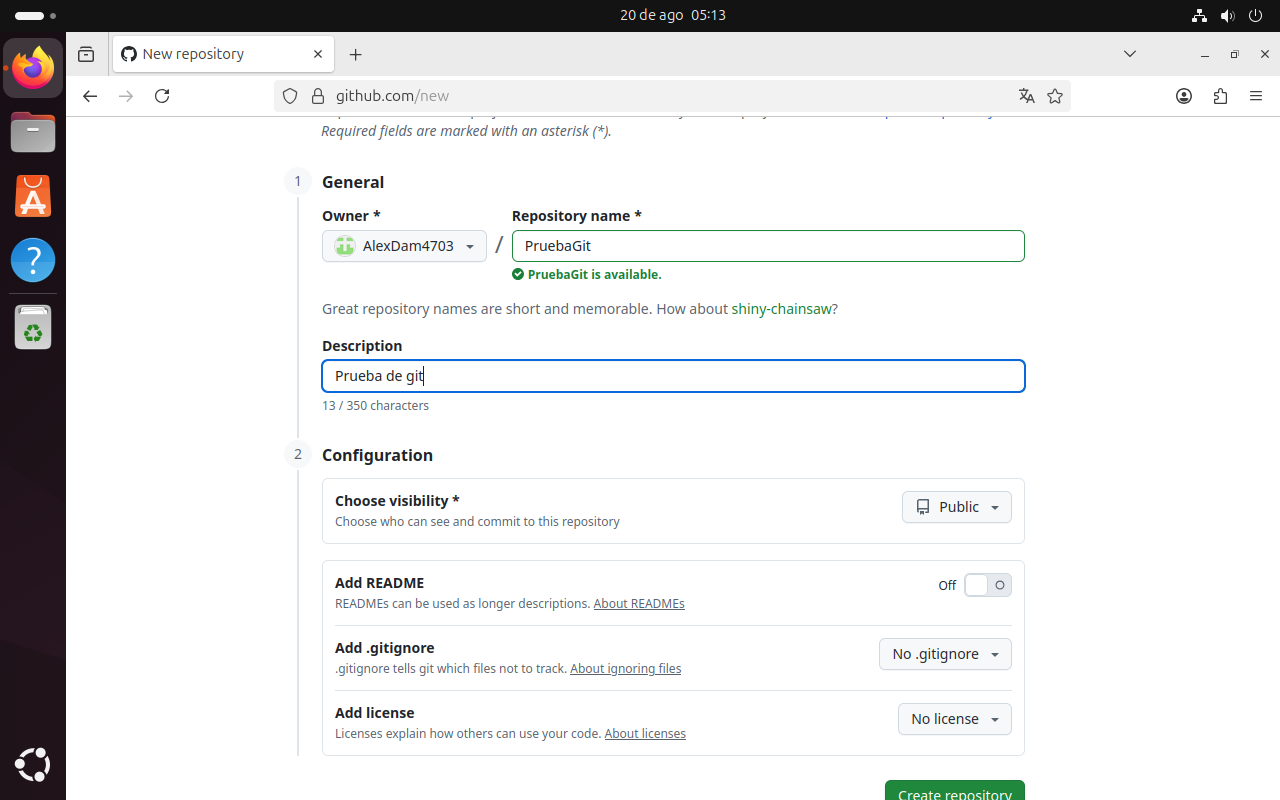 20 de ago 05:13
New repository
github.com/new
Required fields are marked with an asterisk (*).
1 General
Owner * Repository name *
AlexDam4703 / PruebaGit
PruebaGit is available.
Great repository names are short and memorable. How about shiny-chainsaw?
Description
Prueba de git
13 / 350 characters
2 Configuration
Choose visibility * Public
Choose who can see and commit to this repository
Add README Off
READMEs can be used as longer descriptions. About READMEs
Add .gitignore No .gitignore
.gitignore tells git which files not to track. About ignoring files
Add license No license
Licenses explain how others can use your code. About licenses
Create repository